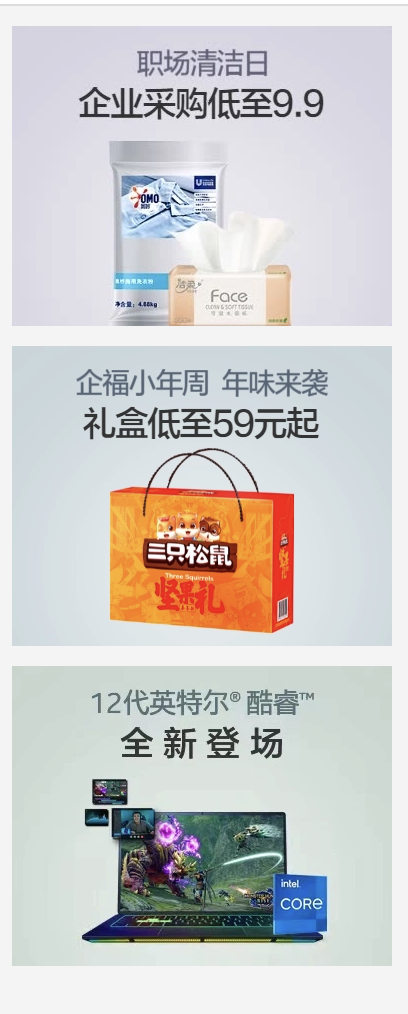 职场清洁日
企业采购低至9.9
OMO
净含量：4.68kg
洁柔
Face
CLEAN & SOFT TISSUE
企福小年周 年味来袭
礼盒低至59元起
三只松鼠
Three Squirrels
坚果礼
12代英特尔® 酷睿™
全新登场
intel.
CORE